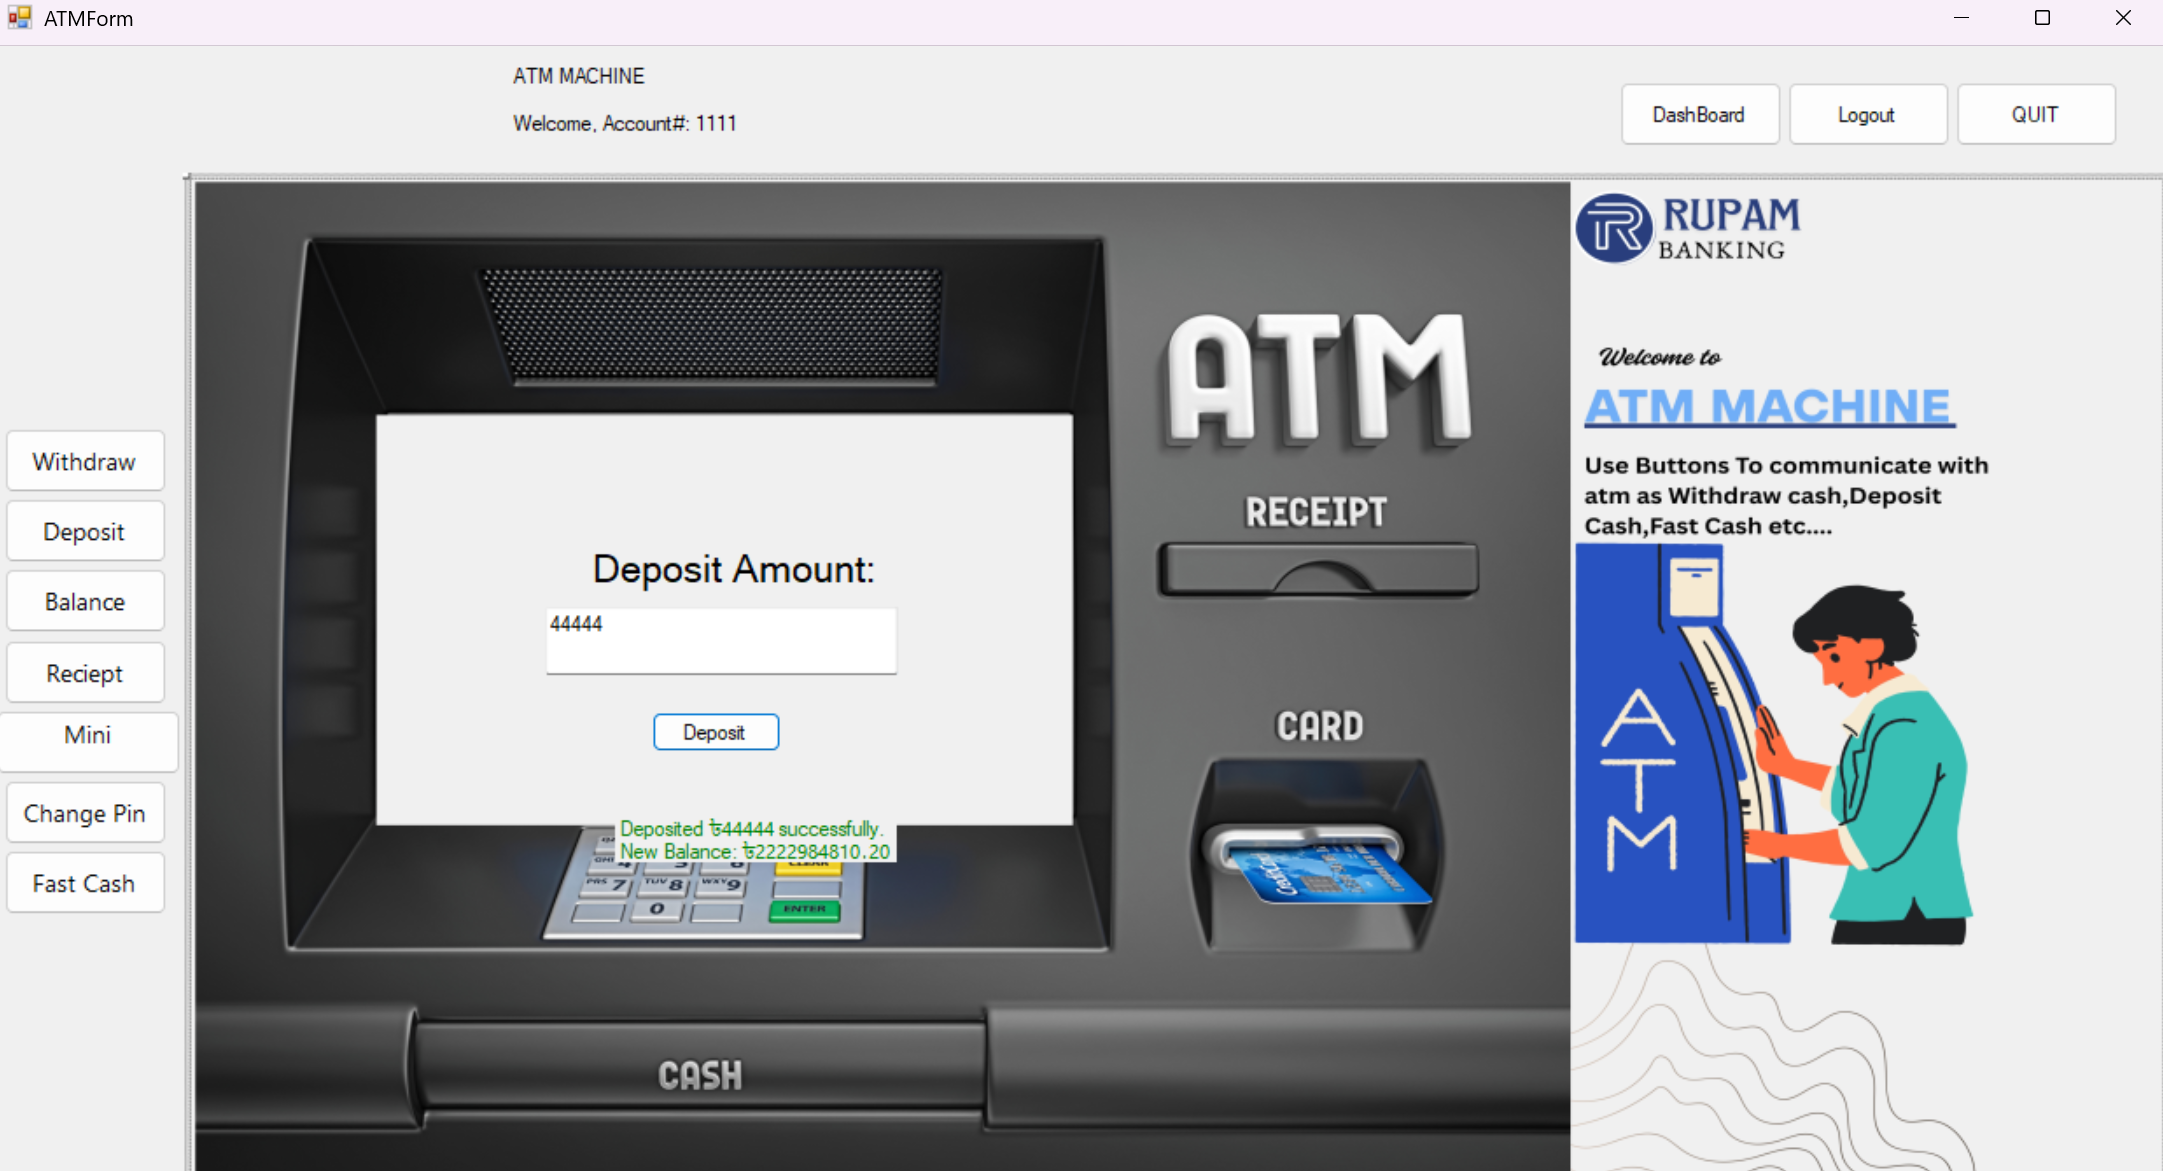 ATMForm
ATM MACHINE
Welcome, Account#: 1111
DashBoard
Logout
QUIT
Withdraw
Deposit
Balance
Reciept
Mini
Change Pin
Fast Cash
Deposit Amount:
44444
Deposit
Deposited ৳44444 successfully.
New Balance: ৳2222984810.20
PRS 7
TUV 8
WXY 9
0
ENTER
ATM
RECEIPT
CARD
CASH
RUPAM
BANKING
Welcome to
ATM MACHINE
Use Buttons To communicate with
atm as Withdraw cash,Deposit
Cash,Fast Cash etc....
ATM